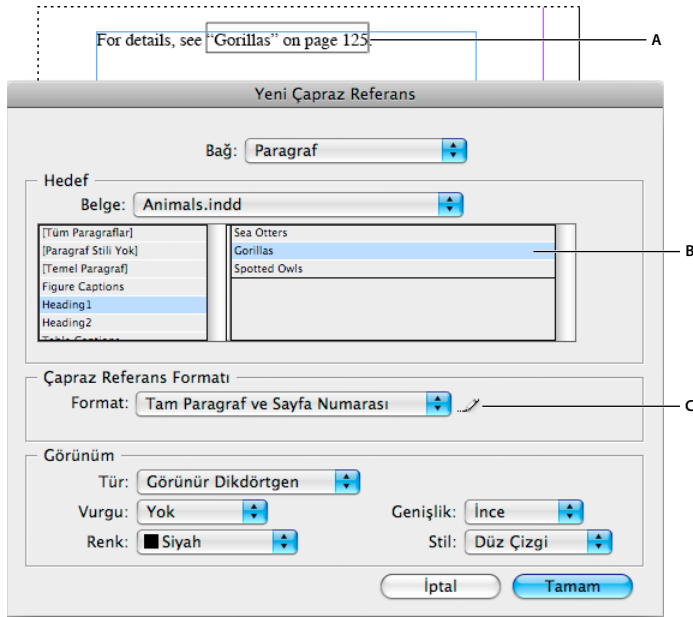 For details, see “Gorillas” on page 125.
A
Yeni Çapraz Referans
Bağ: Paragraf
Hedef
Belge: Animals.indd
[Tüm Paragraflar]
[Paragraf Stili Yok]
[Temel Paragraf]
Figure Captions
Heading1
Heading2
Table Captions
Sea Otters
Gorillas
Spotted Owls
B
Çapraz Referans Formatı
Format: Tam Paragraf ve Sayfa Numarası
C
Görünüm
Tür: Görünür Dikdörtgen
Vurgu: Yok Genişlik: İnce
Renk: Siyah Stil: Düz Çizgi
İptal Tamam